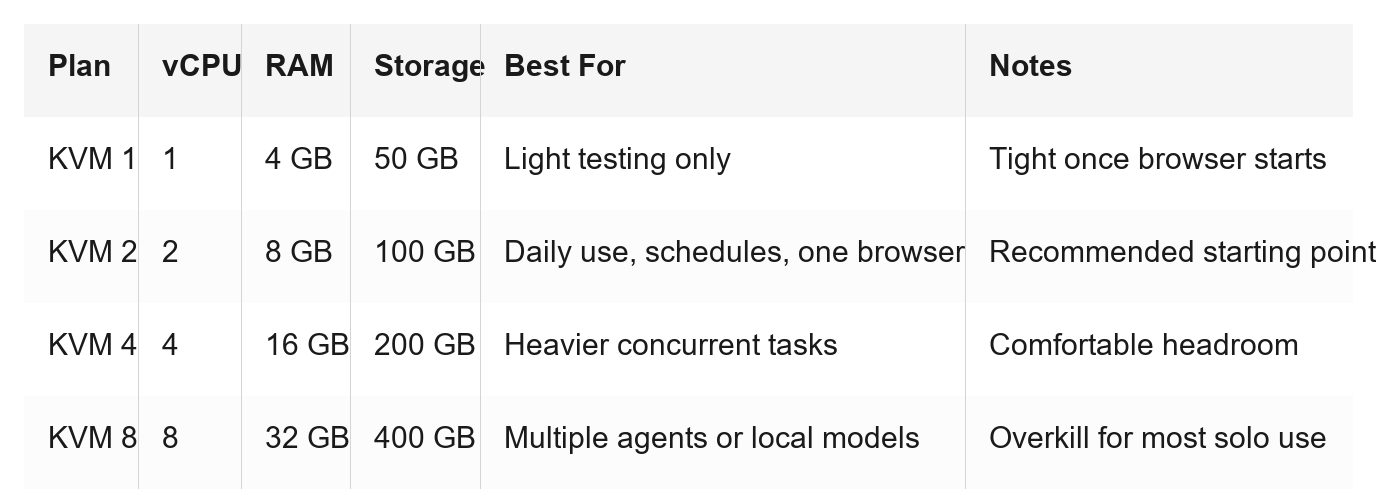 Plan vCPU RAM Storage Best For Notes
KVM 1 1 4 GB 50 GB Light testing only Tight once browser starts
KVM 2 2 8 GB 100 GB Daily use, schedules, one browser Recommended starting point
KVM 4 4 16 GB 200 GB Heavier concurrent tasks Comfortable headroom
KVM 8 8 32 GB 400 GB Multiple agents or local models Overkill for most solo use